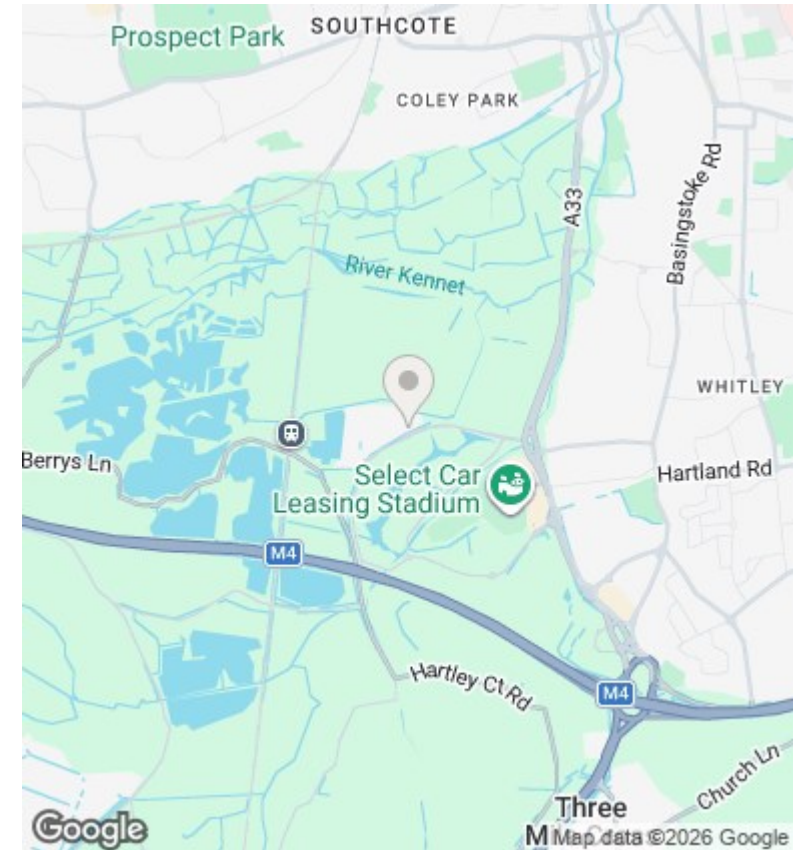 SOUTHCOTE
Prospect Park
COLEY PARK
Basingstoke Rd
A33
River Kennet
WHITLEY
Berrys Ln
Select Car
Leasing Stadium
Hartland Rd
M4
Hartley Ct Rd
M4
Church Ln
Three
Google
Map data ©2026 Google